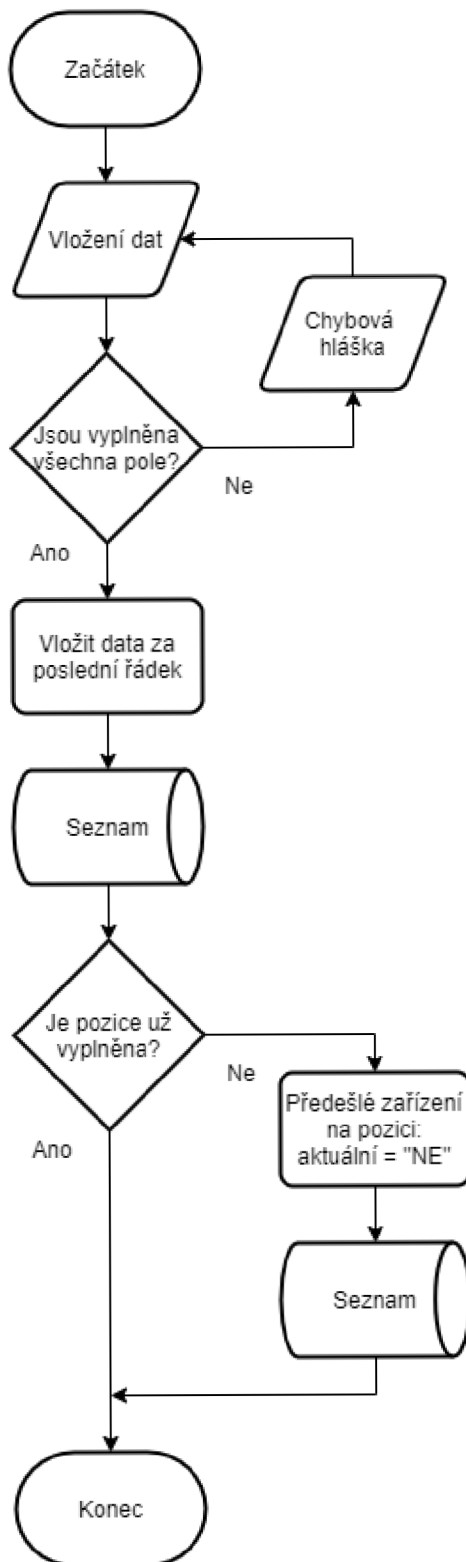 Začátek
Vložení dat
Chybová
hláška
Jsou vyplněna
všechna pole?
Ne
Ano
Vložit data za
poslední řádek
Seznam
Je pozice už
vyplněna?
Ne
Ano
Předešlé zařízení
na pozici:
aktuální = "NE"
Seznam
Konec